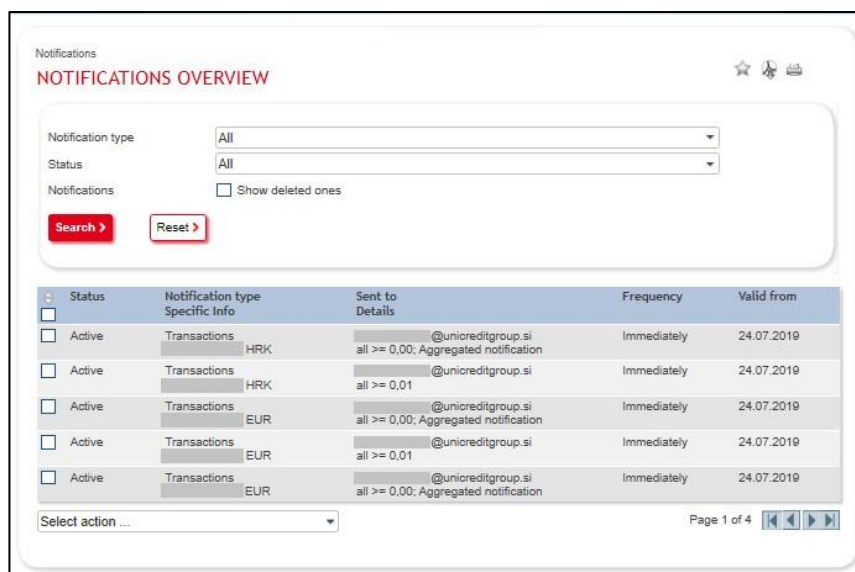 Notifications
NOTIFICATIONS OVERVIEW
Notification type All
Status All
Notifications Show deleted ones
Search Reset
Status Notification type Sent to Frequency Valid from
Specific Info Details
Active Transactions @unicreditgroup.si Immediately 24.07.2019
HRK all >= 0,00; Aggregated notification
Active Transactions @unicreditgroup.si Immediately 24.07.2019
HRK all >= 0,01
Active Transactions @unicreditgroup.si Immediately 24.07.2019
EUR all >= 0,00; Aggregated notification
Active Transactions @unicreditgroup.si Immediately 24.07.2019
EUR all >= 0,01
Active Transactions @unicreditgroup.si Immediately 24.07.2019
EUR all >= 0,00; Aggregated notification
Select action ... Page 1 of 4